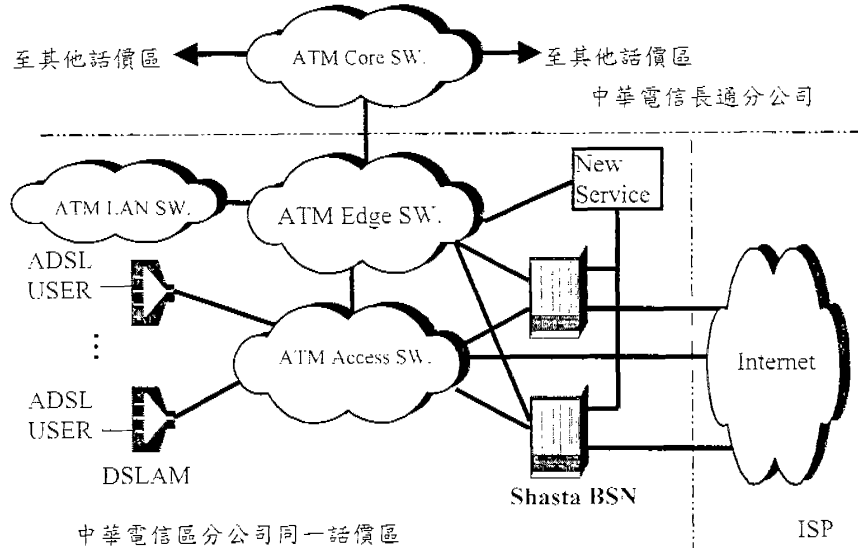 ATM Core SW.
至其他話價區
至其他話價區
中華電信長通分公司
New
Service
ATM LAN SW.
ATM Edge SW.
ADSL
USER
ATM Access SW.
Internet
ADSL
USER
DSLAM
Shasta BSN
中華電信區分公司同一話價區
ISP